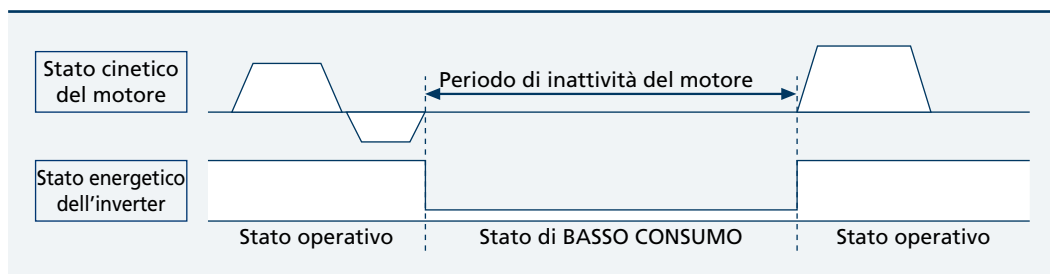 Stato cinetico
del motore
Periodo di inattività del motore
Stato energetico
dell'inverter
Stato operativo
Stato di BASSO CONSUMO
Stato operativo